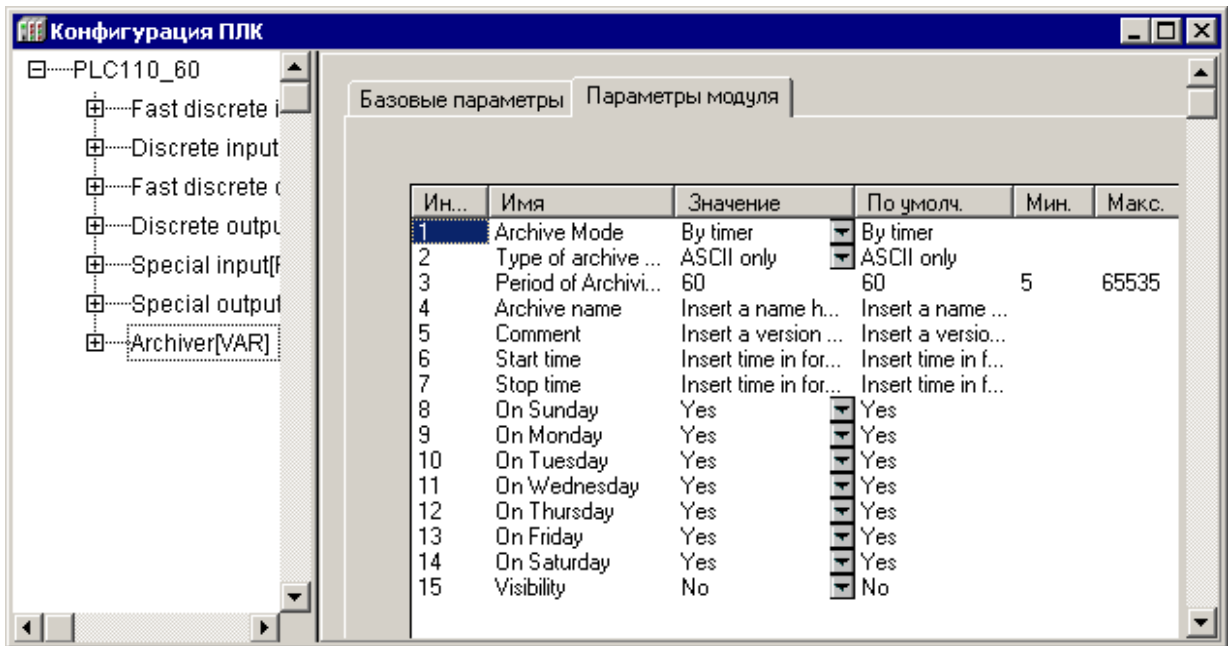 Конфигурация ПЛК
PLC110_60
Fast discrete i
Discrete input
Fast discrete
Discrete outpu
Special input[F
Special output
Archiver[VAR]
Базовые параметры Параметры модуля
Ин... Имя Значение По умолч. Мин. Макс.
1 Archive Mode By timer By timer
2 Type of archive ... ASCII only ASCII only
3 Period of Archivi... 60 60 5 65535
4 Archive name Insert a name h... Insert a name ...
5 Comment Insert a version ... Insert a versio...
6 Start time Insert time in for... Insert time in f...
7 Stop time Insert time in for... Insert time in f...
8 On Sunday Yes Yes
9 On Monday Yes Yes
10 On Tuesday Yes Yes
11 On Wednesday Yes Yes
12 On Thursday Yes Yes
13 On Friday Yes Yes
14 On Saturday Yes Yes
15 Visibility No No